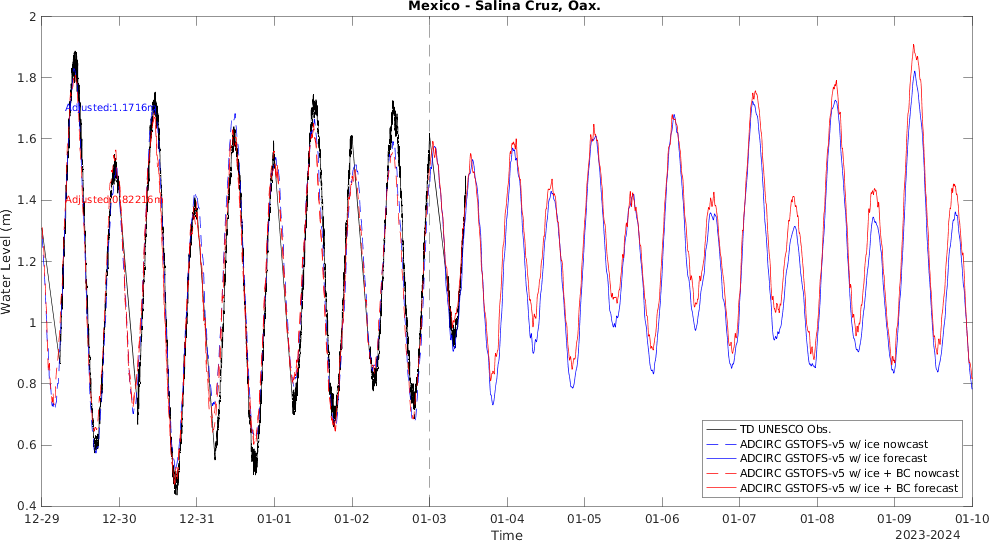 Mexico - Salina Cruz, Oax.
2
1.8
1.6
1.4
1.2
1
0.8
0.6
0.4
Water Level (m)
Adjusted:1.1716m
Adjusted:0.82216m
TD UNESCO Obs.
ADCIRC GSTOFS-v5 w/ ice nowcast
ADCIRC GSTOFS-v5 w/ ice forecast
ADCIRC GSTOFS-v5 w/ ice + BC nowcast
ADCIRC GSTOFS-v5 w/ ice + BC forecast
12-29 12-30 12-31 01-01 01-02 01-03 01-04 01-05 01-06 01-07 01-08 01-09 01-10
Time
2023-2024